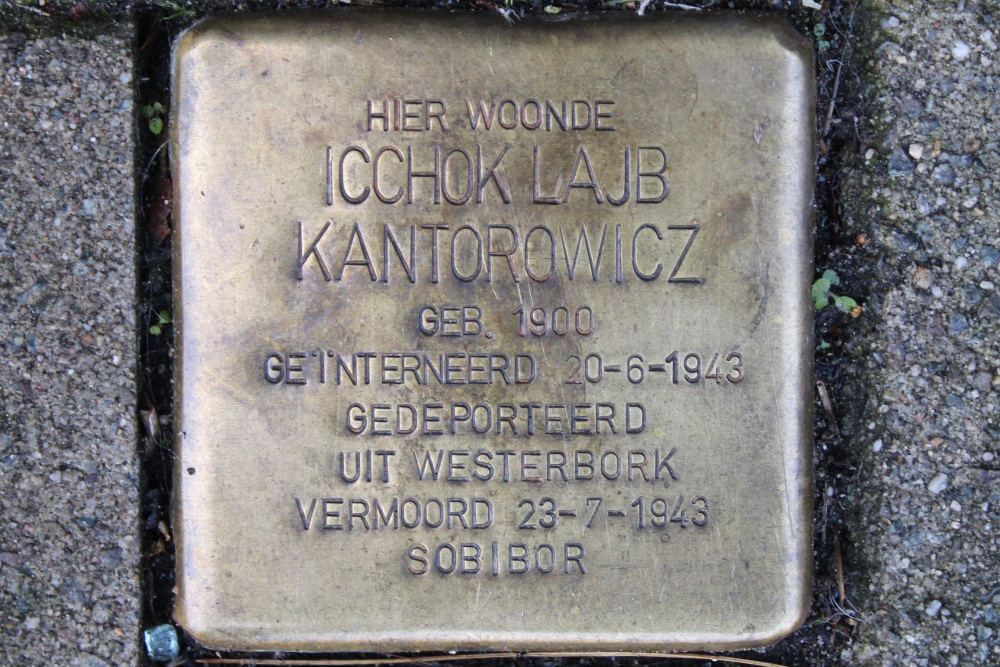 HIER WOONDE
ICCHOK LAJB
KANTOROWICZ
GEB. 1900
GEÏNTERNEERD 20-6-1943
GEDEPORTEERD
UIT WESTERBORK
VERMOORD 23-7-1943
SOBIBOR